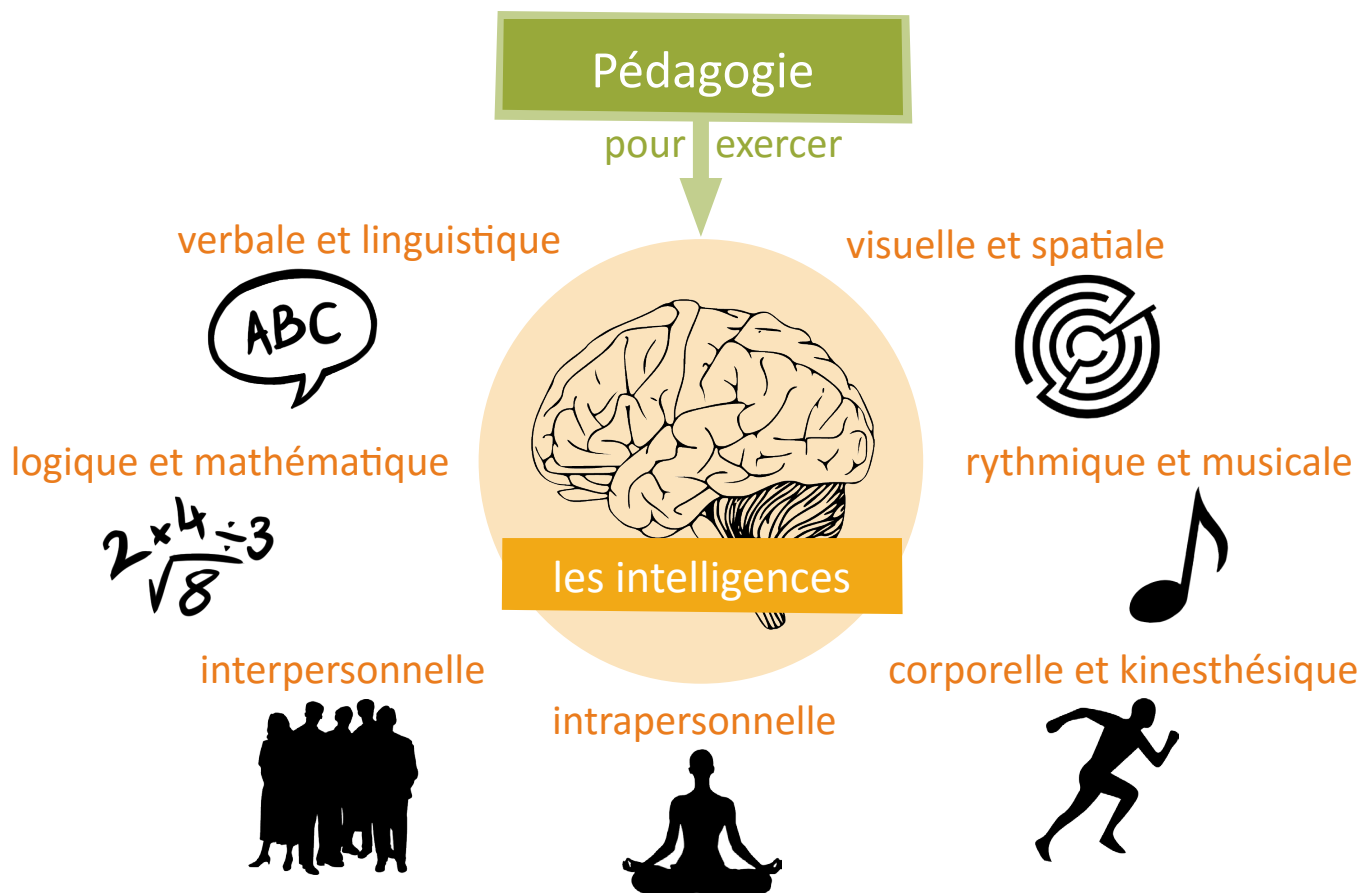 Pédagogie
pour exercer
verbale et linguistique
visuelle et spatiale
ABC
logique et mathématique
rythmique et musicale
2 × 4 ÷ 3
√8
les intelligences
interpersonnelle
corporelle et kinesthésique
intrapersonnelle